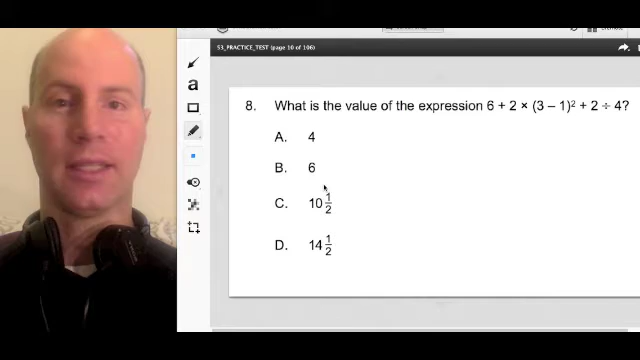 53_PRACTICE_TEST (page 10 of 106)
a
8. What is the value of the expression 6 + 2 × (3 – 1)² + 2 ÷ 4?
A. 4
B. 6
C. 10 1/2
D. 14 1/2